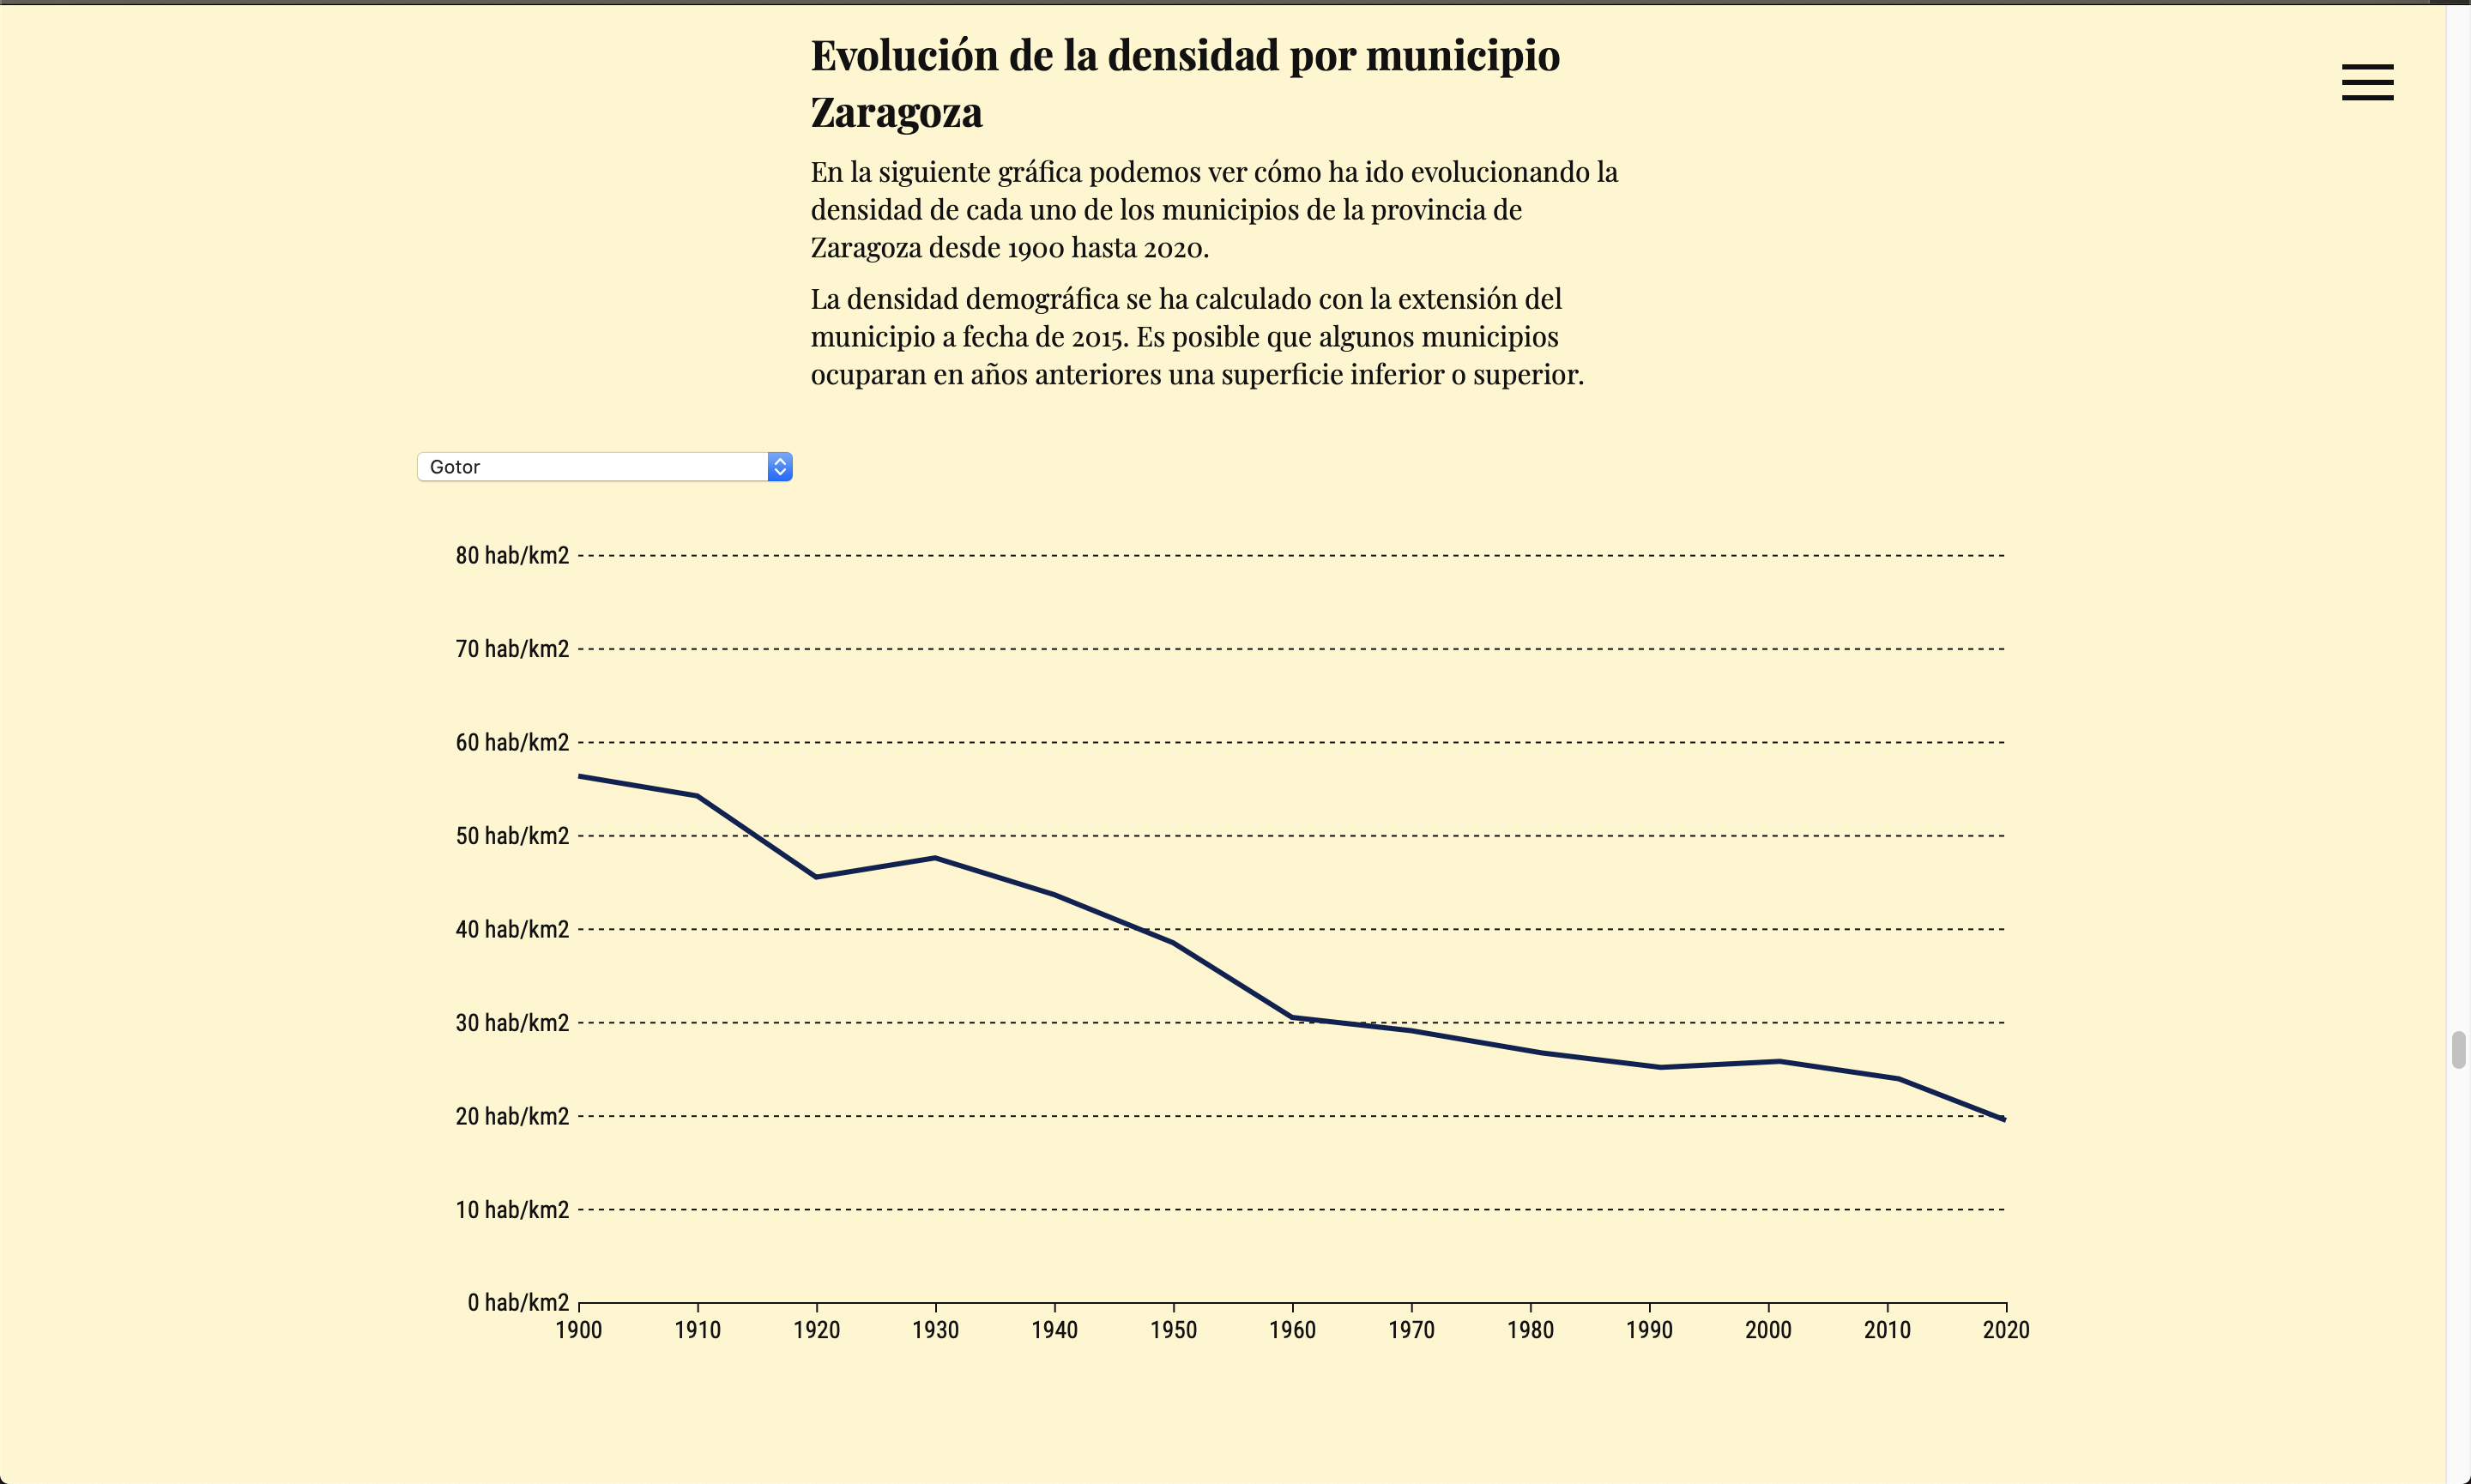 Evolución de la densidad por municipio
Zaragoza
En la siguiente gráfica podemos ver cómo ha ido evolucionando la
densidad de cada uno de los municipios de la provincia de
Zaragoza desde 1900 hasta 2020.
La densidad demográfica se ha calculado con la extensión del
municipio a fecha de 2015. Es posible que algunos municipios
ocuparan en años anteriores una superficie inferior o superior.
Gotor
80 hab/km2
70 hab/km2
60 hab/km2
50 hab/km2
40 hab/km2
30 hab/km2
20 hab/km2
10 hab/km2
0 hab/km2
1900 1910 1920 1930 1940 1950 1960 1970 1980 1990 2000 2010 2020